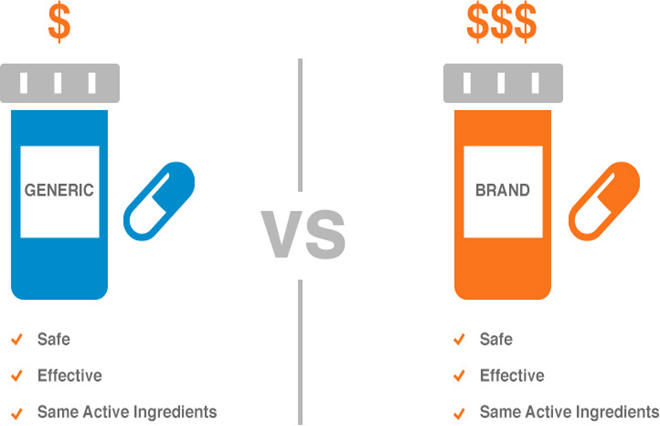 $
$$$
GENERIC
BRAND
VS
Safe
Effective
Same Active Ingredients
Safe
Effective
Same Active Ingredients